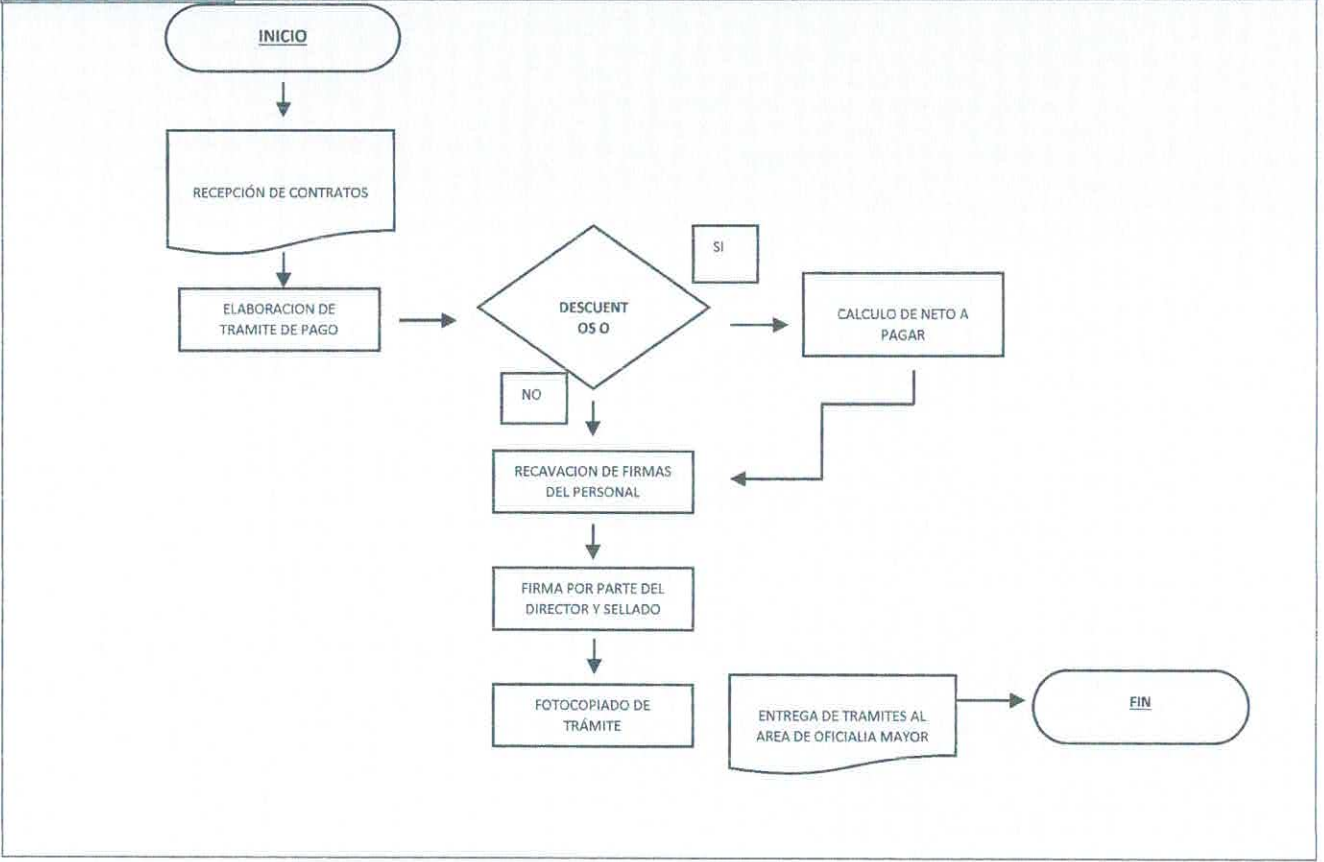 INICIO
RECEPCIÓN DE CONTRATOS
ELABORACION DE
TRAMITE DE PAGO
DESCUENT
OS O
SI
CALCULO DE NETO A
PAGAR
NO
RECAVACION DE FIRMAS
DEL PERSONAL
FIRMA POR PARTE DEL
DIRECTOR Y SELLADO
FOTOCOPIADO DE
TRÁMITE
ENTREGA DE TRAMITES AL
AREA DE OFICIALIA MAYOR
FIN